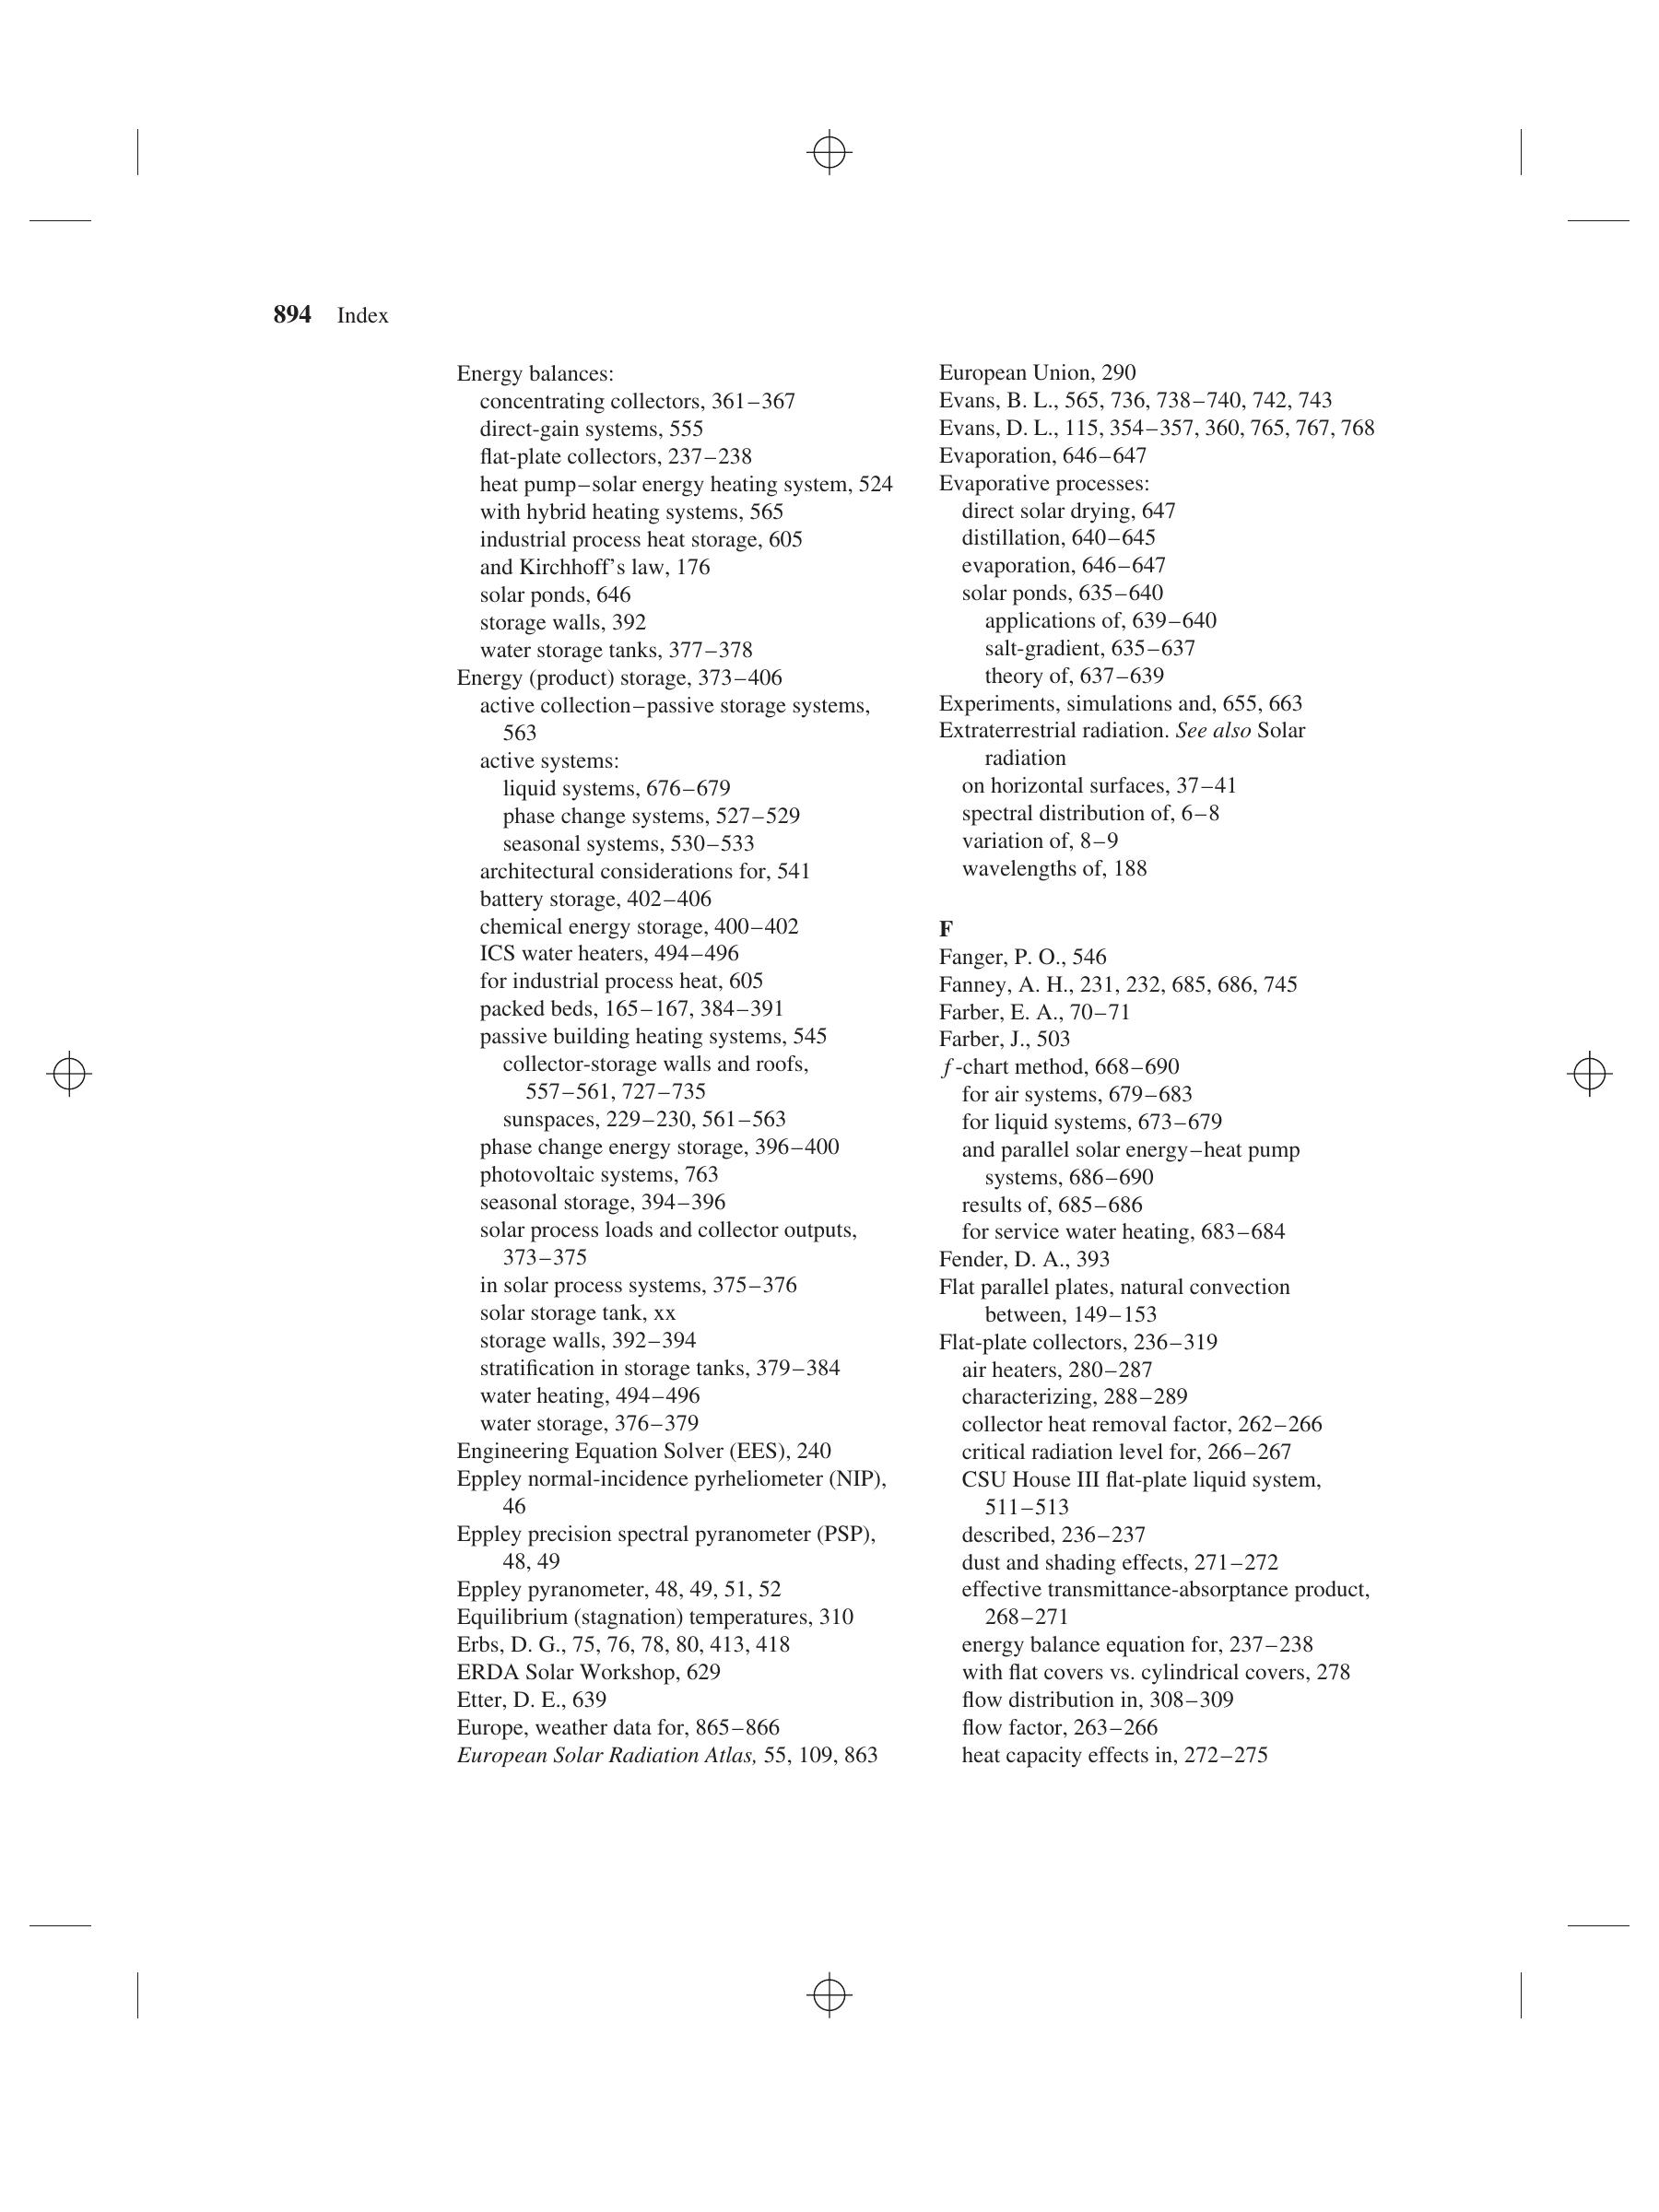 894 Index
Energy balances:
concentrating collectors, 361–367
direct-gain systems, 555
flat-plate collectors, 237–238
heat pump–solar energy heating system, 524
with hybrid heating systems, 565
industrial process heat storage, 605
and Kirchhoff's law, 176
solar ponds, 646
storage walls, 392
water storage tanks, 377–378
Energy (product) storage, 373–406
active collection–passive storage systems,
563
active systems:
liquid systems, 676–679
phase change systems, 527–529
seasonal systems, 530–533
architectural considerations for, 541
battery storage, 402–406
chemical energy storage, 400–402
ICS water heaters, 494–496
for industrial process heat, 605
packed beds, 165–167, 384–391
passive building heating systems, 545
collector-storage walls and roofs,
557–561, 727–735
sunspaces, 229–230, 561–563
phase change energy storage, 396–400
photovoltaic systems, 763
seasonal storage, 394–396
solar process loads and collector outputs,
373–375
in solar process systems, 375–376
solar storage tank, xx
storage walls, 392–394
stratification in storage tanks, 379–384
water heating, 494–496
water storage, 376–379
Engineering Equation Solver (EES), 240
Eppley normal-incidence pyrheliometer (NIP),
46
Eppley precision spectral pyranometer (PSP),
48, 49
Eppley pyranometer, 48, 49, 51, 52
Equilibrium (stagnation) temperatures, 310
Erbs, D. G., 75, 76, 78, 80, 413, 418
ERDA Solar Workshop, 629
Etter, D. E., 639
Europe, weather data for, 865–866
European Solar Radiation Atlas, 55, 109, 863
European Union, 290
Evans, B. L., 565, 736, 738–740, 742, 743
Evans, D. L., 115, 354–357, 360, 765, 767, 768
Evaporation, 646–647
Evaporative processes:
direct solar drying, 647
distillation, 640–645
evaporation, 646–647
solar ponds, 635–640
applications of, 639–640
salt-gradient, 635–637
theory of, 637–639
Experiments, simulations and, 655, 663
Extraterrestrial radiation. See also Solar
radiation
on horizontal surfaces, 37–41
spectral distribution of, 6–8
variation of, 8–9
wavelengths of, 188
F
Fanger, P. O., 546
Fanney, A. H., 231, 232, 685, 686, 745
Farber, E. A., 70–71
Farber, J., 503
f-chart method, 668–690
for air systems, 679–683
for liquid systems, 673–679
and parallel solar energy–heat pump
systems, 686–690
results of, 685–686
for service water heating, 683–684
Fender, D. A., 393
Flat parallel plates, natural convection
between, 149–153
Flat-plate collectors, 236–319
air heaters, 280–287
characterizing, 288–289
collector heat removal factor, 262–266
critical radiation level for, 266–267
CSU House III flat-plate liquid system,
511–513
described, 236–237
dust and shading effects, 271–272
effective transmittance-absorptance product,
268–271
energy balance equation for, 237–238
with flat covers vs. cylindrical covers, 278
flow distribution in, 308–309
flow factor, 263–266
heat capacity effects in, 272–275